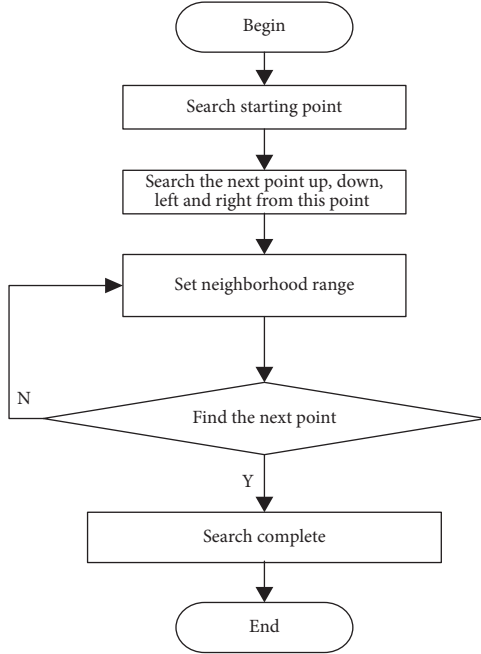 Begin
Search starting point
Search the next point up, down,
left and right from this point
Set neighborhood range
N
Find the next point
Y
Search complete
End